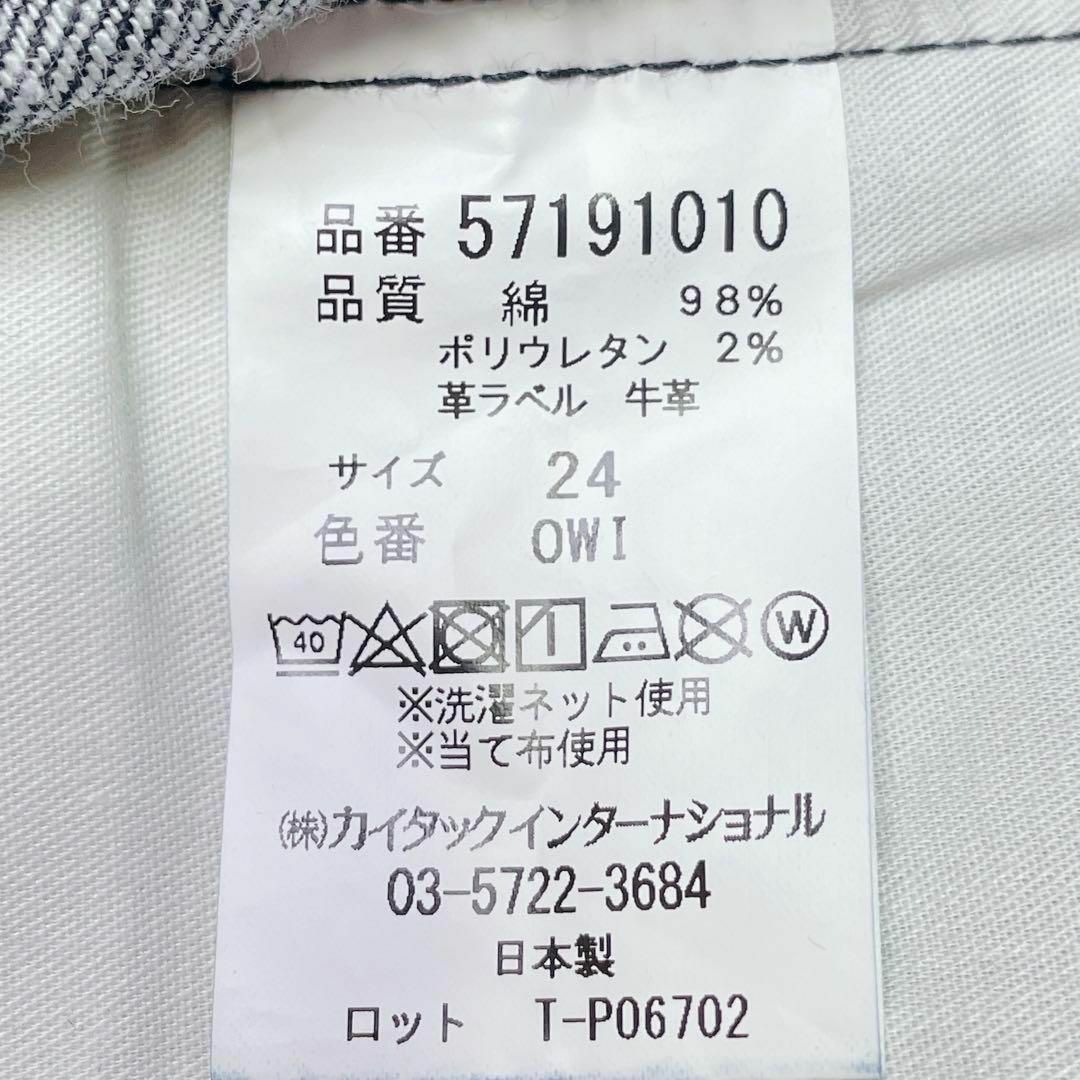 品番 57191010
品質 綿 98%
ポリウレタン 2%
革ラベル 牛革
サイズ 24
色番 OWI
40 W
※洗濯ネット使用
※当て布使用
(株)カイタックインターナショナル
03-5722-3684
日本製
ロット T-P06702